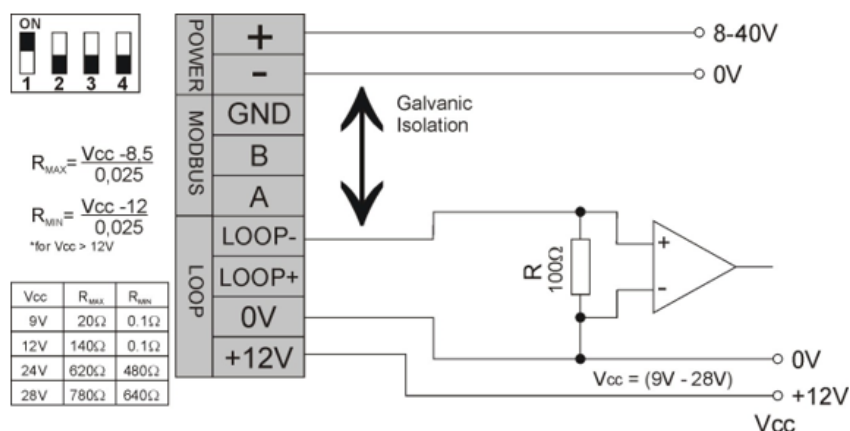 ON
1 2 3 4
POWER
+
-
MODBUS
GND
B
A
LOOP
LOOP-
LOOP+
0V
+12V
8-40V
0V
Galvanic
Isolation
RMAX= Vcc -8,5
0,025
RMIN= Vcc -12
0,025
*for Vcc > 12V
Vcc RMAX RMIN
9V 20Ω 0.1Ω
12V 140Ω 0.1Ω
24V 620Ω 480Ω
28V 780Ω 640Ω
R
100Ω
+
-
0V
Vcc = (9V - 28V)
+12V
Vcc